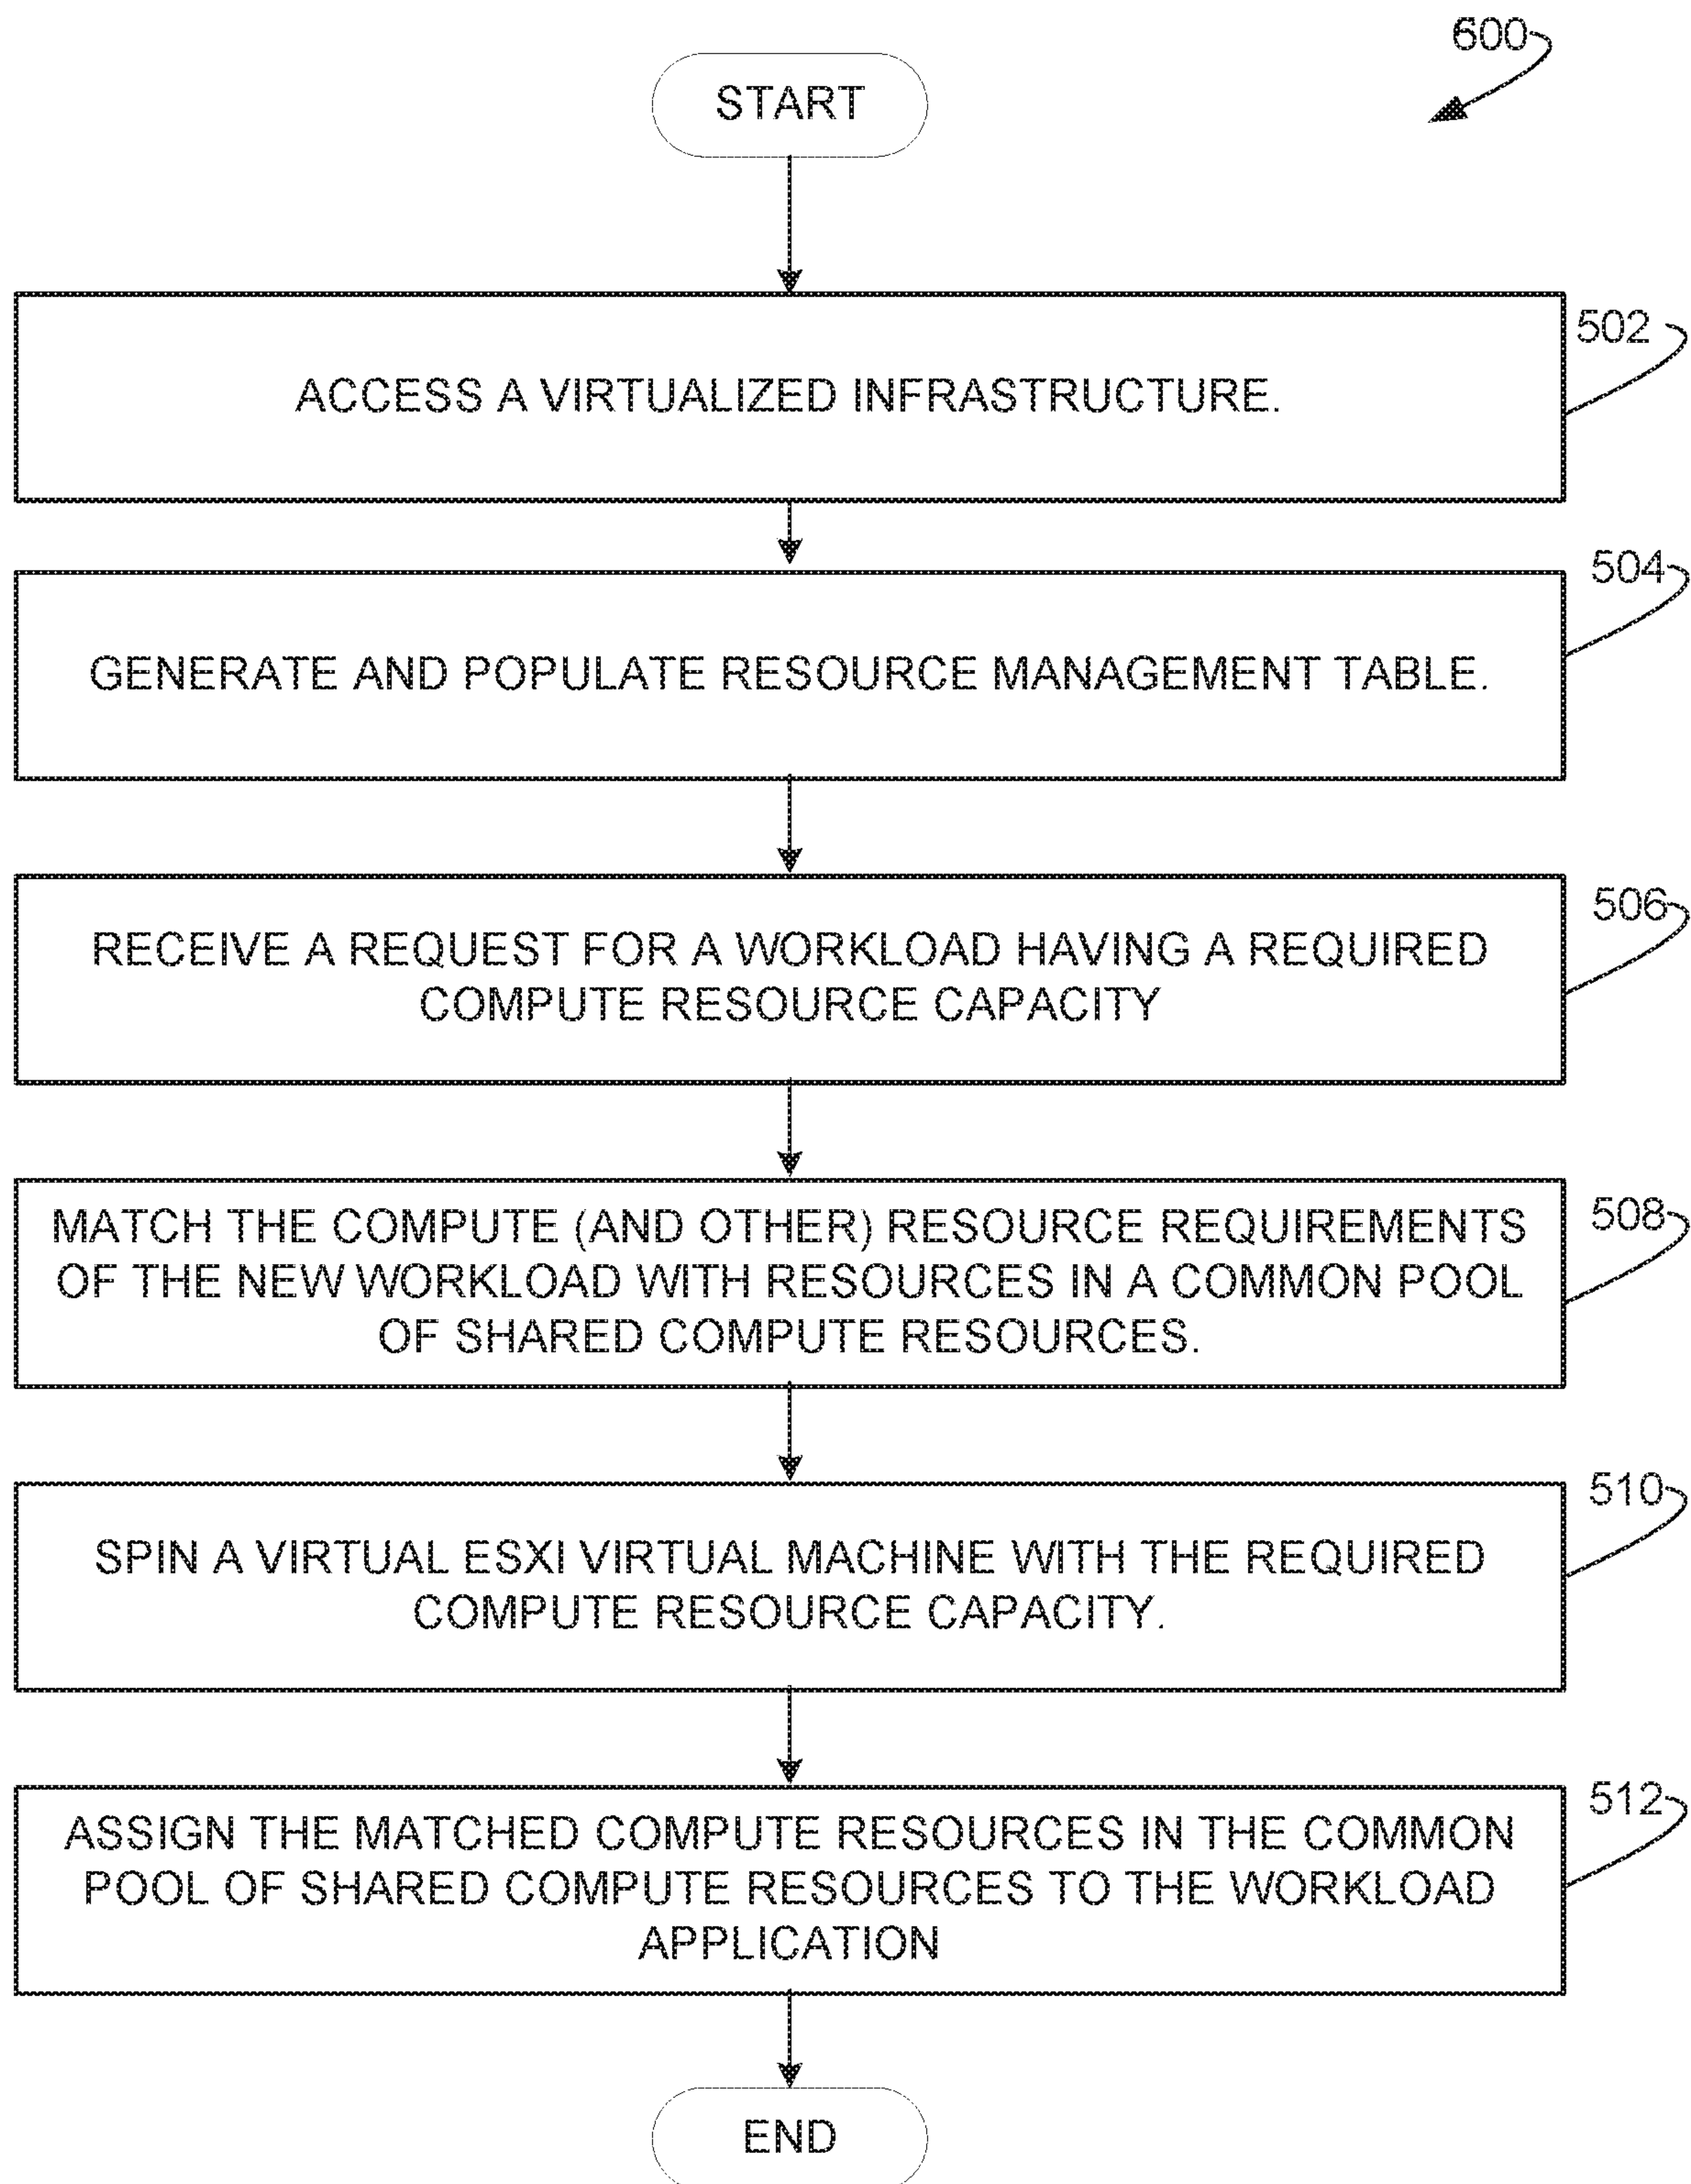 600
START
502
ACCESS A VIRTUALIZED INFRASTRUCTURE.
504
GENERATE AND POPULATE RESOURCE MANAGEMENT TABLE.
506
RECEIVE A REQUEST FOR A WORKLOAD HAVING A REQUIRED
COMPUTE RESOURCE CAPACITY
508
MATCH THE COMPUTE (AND OTHER) RESOURCE REQUIREMENTS
OF THE NEW WORKLOAD WITH RESOURCES IN A COMMON POOL
OF SHARED COMPUTE RESOURCES.
510
SPIN A VIRTUAL ESXI VIRTUAL MACHINE WITH THE REQUIRED
COMPUTE RESOURCE CAPACITY.
512
ASSIGN THE MATCHED COMPUTE RESOURCES IN THE COMMON
POOL OF SHARED COMPUTE RESOURCES TO THE WORKLOAD
APPLICATION
END